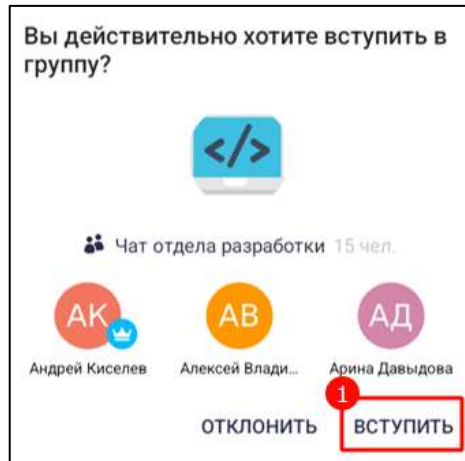 Вы действительно хотите вступить в
группу?
</>
Чат отдела разработки 15 чел.
АК АВ АД
Андрей Киселев Алексей Влади... Арина Давыдова
1
ОТКЛОНИТЬ ВСТУПИТЬ